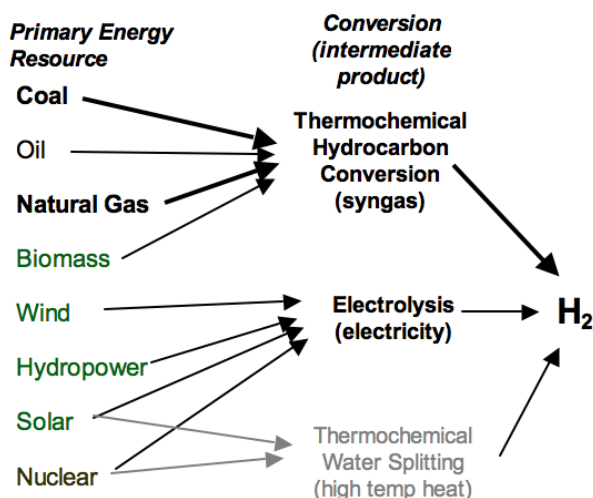 Primary Energy
Resource
Conversion
(intermediate
product)
Coal
Oil
Natural Gas
Biomass
Wind
Hydropower
Solar
Nuclear
Thermochemical
Hydrocarbon
Conversion
(syngas)
Electrolysis
(electricity)
Thermochemical
Water Splitting
(high temp heat)
H2